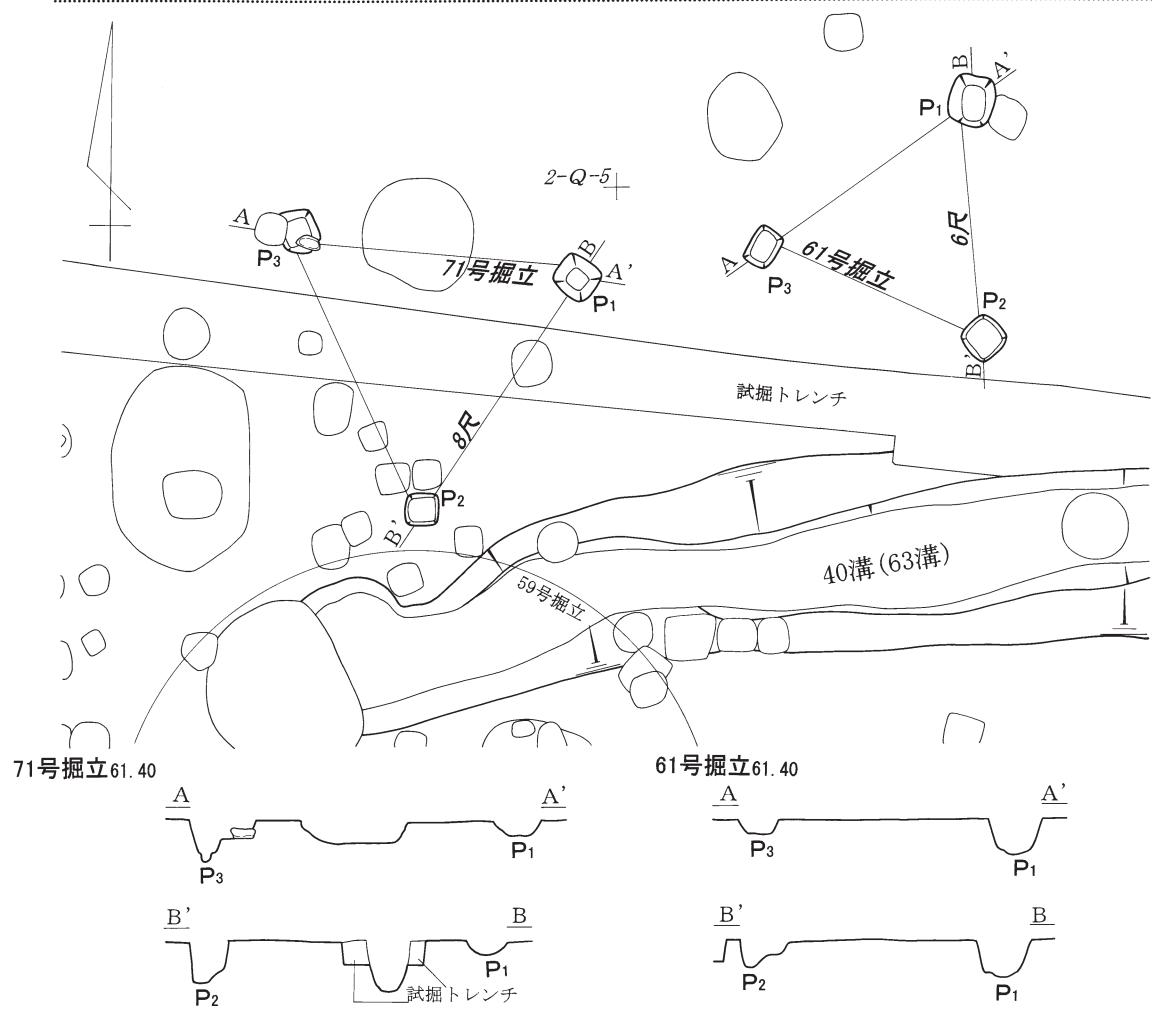 B
A'
P1
2-Q-5
A
P3
71号掘立
B
A'
P1
6尺
61号掘立
A
P3
P2
B'
試掘トレンチ
8尺
P2
B'
40溝(63溝)
59号掘立
71号掘立61.40
61号掘立61.40
A
A'
P3
P1
A
A'
P3
P1
B'
B
P2
P1
試掘トレンチ
B'
B
P2
P1